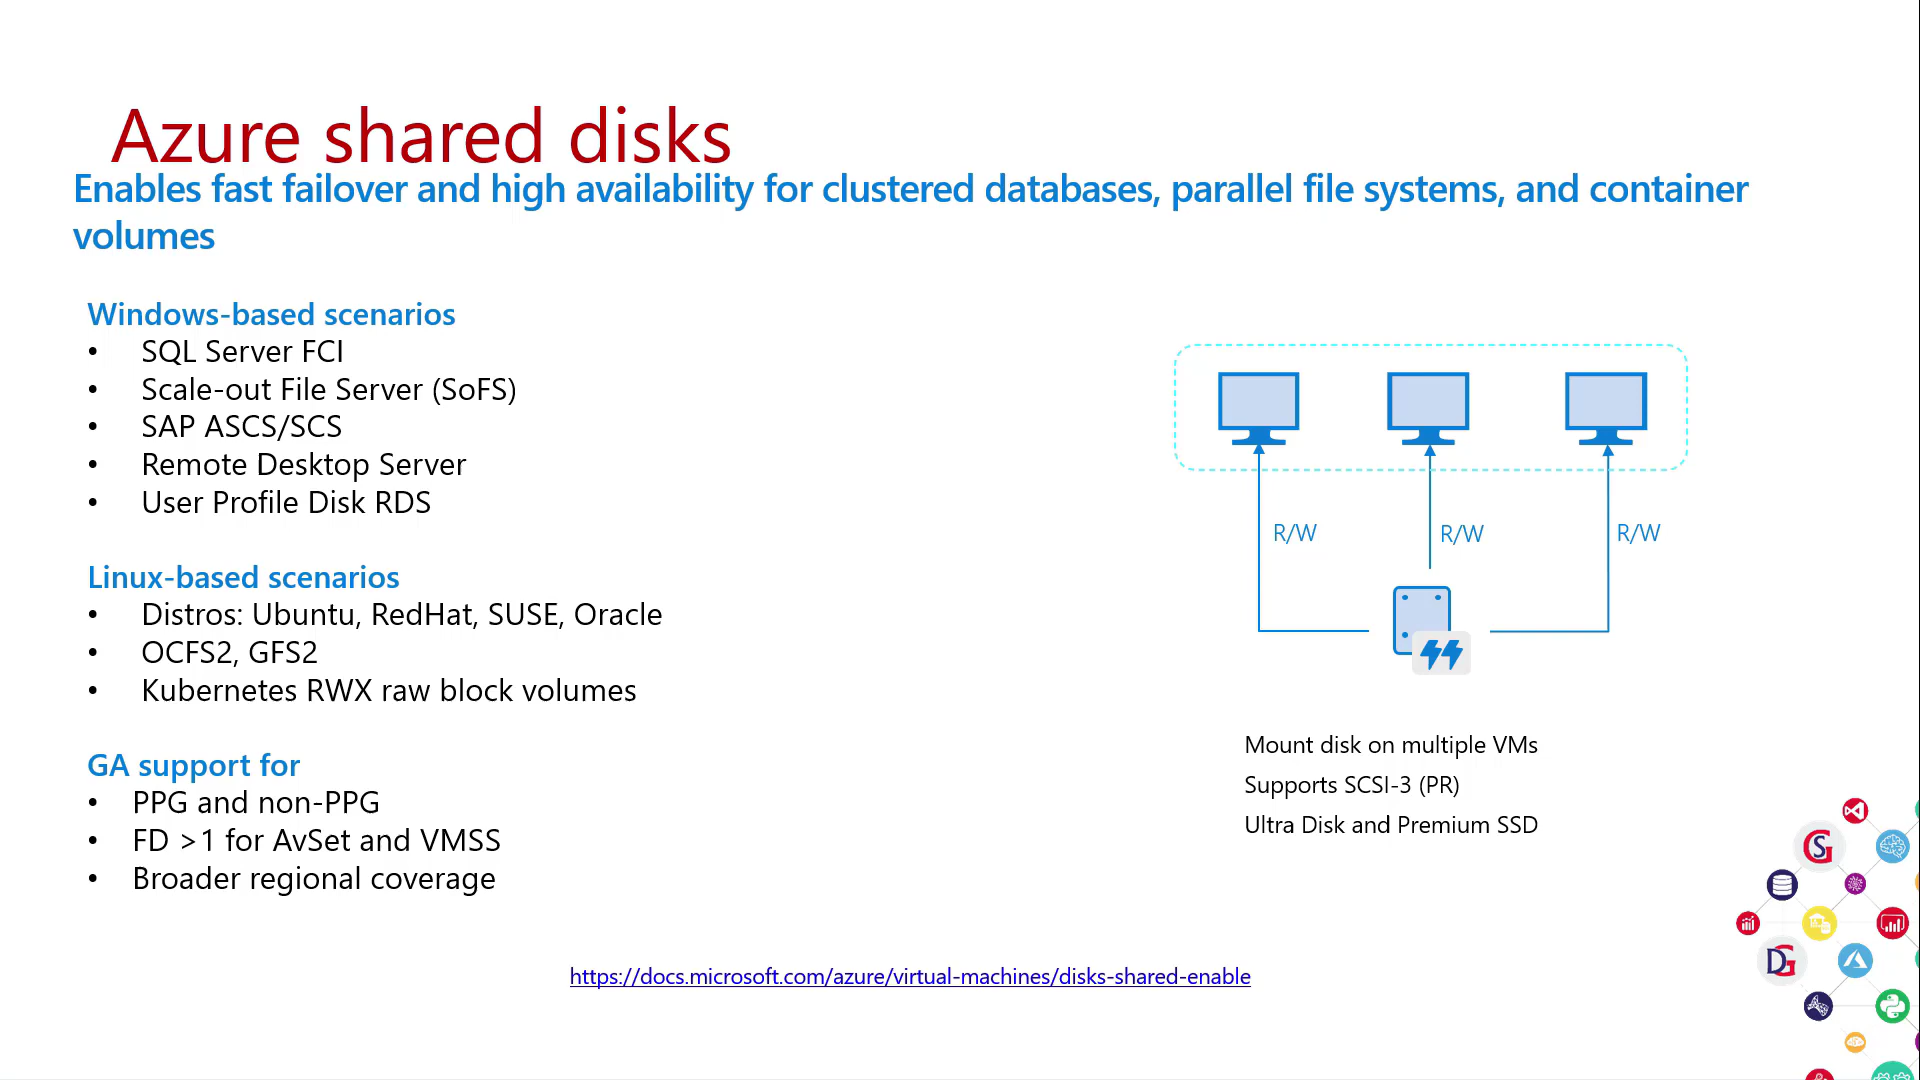 Azure shared disks
Enables fast failover and high availability for clustered databases, parallel file systems, and container
volumes
Windows-based scenarios
• SQL Server FCI
• Scale-out File Server (SoFS)
• SAP ASCS/SCS
• Remote Desktop Server
• User Profile Disk RDS
Linux-based scenarios
• Distros: Ubuntu, RedHat, SUSE, Oracle
• OCFS2, GFS2
• Kubernetes RWX raw block volumes
GA support for
• PPG and non-PPG
• FD >1 for AvSet and VMSS
• Broader regional coverage
R/W
R/W
R/W
Mount disk on multiple VMs
Supports SCSI-3 (PR)
Ultra Disk and Premium SSD
https://docs.microsoft.com/azure/virtual-machines/disks-shared-enable
SG
DG